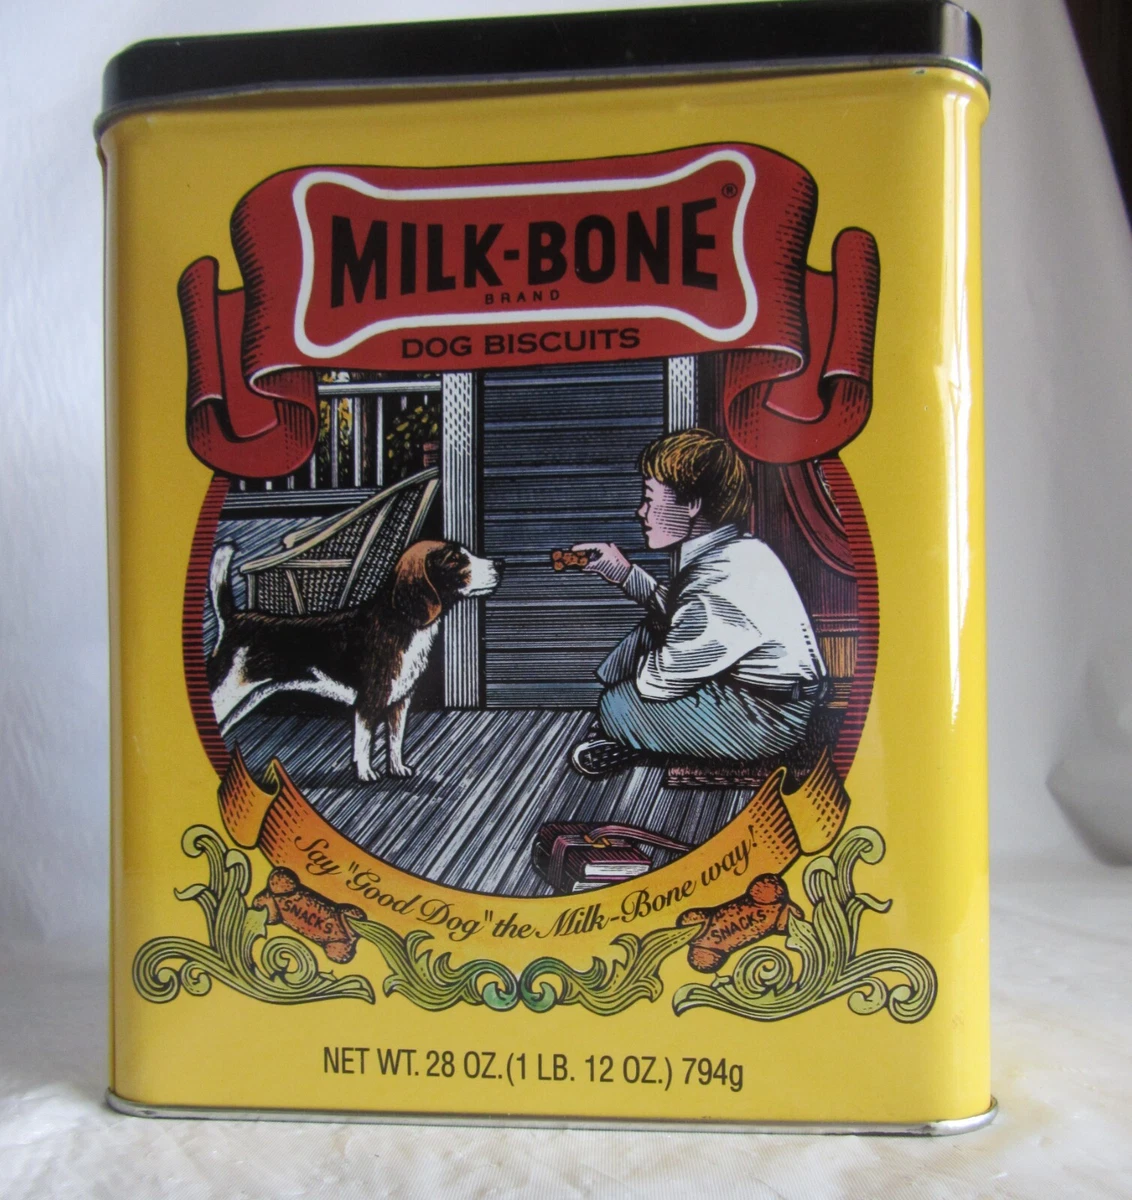 MILK-BONE®
BRAND
DOG BISCUITS
Say "Good Dog" the Milk-Bone way!
SNACKS
SNACKS
NET WT. 28 OZ.(1 LB. 12 OZ.) 794g